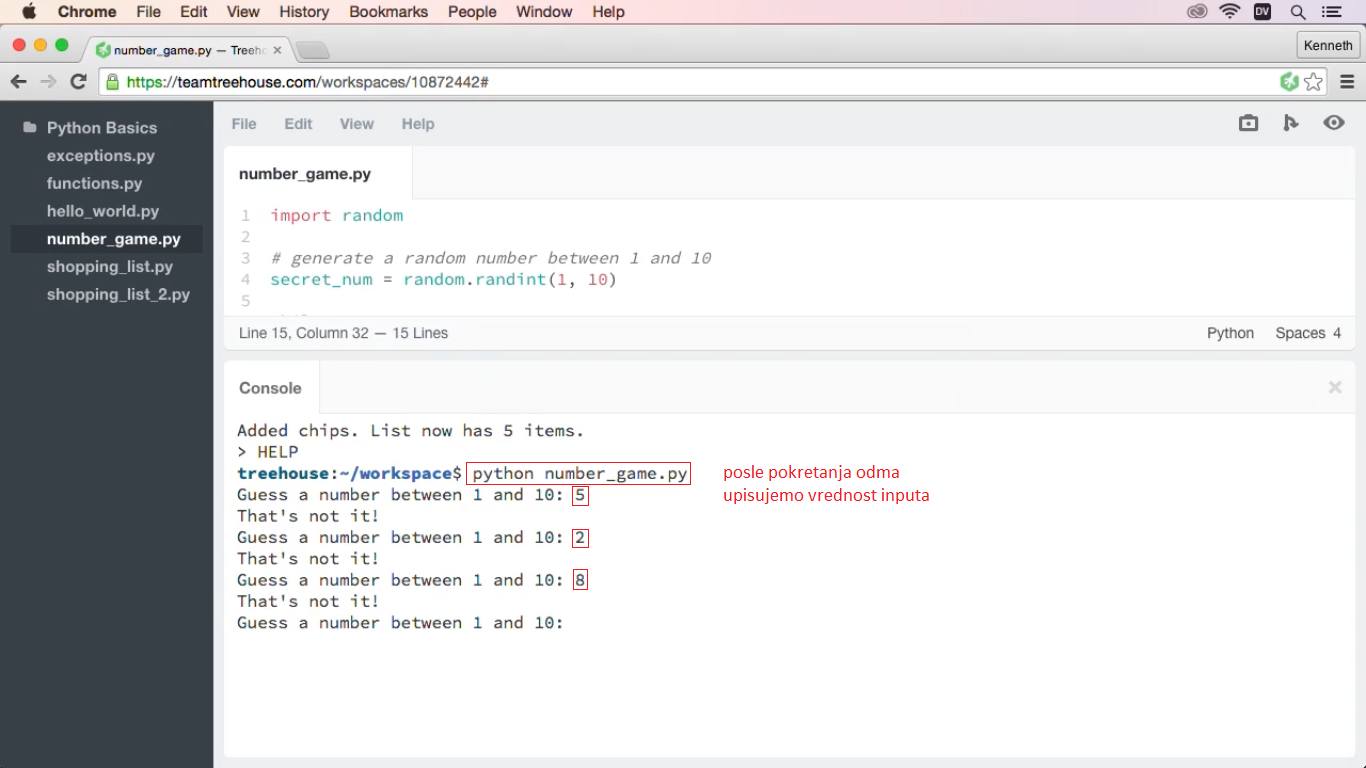 Chrome File Edit View History Bookmarks People Window Help DV
number_game.py — Treeh
Kenneth
https://teamtreehouse.com/workspaces/10872442#
Python Basics
exceptions.py
functions.py
hello_world.py
number_game.py
shopping_list.py
shopping_list_2.py
File Edit View Help
number_game.py
1 import random
2
3 # generate a random number between 1 and 10
4 secret_num = random.randint(1, 10)
5
Line 15, Column 32 — 15 Lines Python Spaces 4
Console
Added chips. List now has 5 items.
> HELP
treehouse:~/workspace$ python number_game.py
Guess a number between 1 and 10: 5
That's not it!
Guess a number between 1 and 10: 2
That's not it!
Guess a number between 1 and 10: 8
That's not it!
Guess a number between 1 and 10:
posle pokretanja odma
upisujemo vrednost inputa